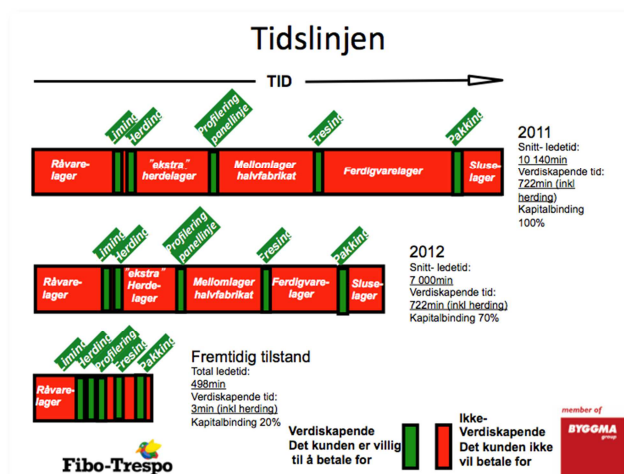 Tidslinjen
TID
Liming
Herding
Profilering
panellinje
Fresing
Pakking
Råvare-
lager
"ekstra"
herdelager
Mellomlager
halvfabrikat
Ferdigvarelager
Sluse-
lager
2011
Snitt- ledetid:
10 140min
Verdiskapende tid:
722min (inkl
herding)
Kapitalbinding
100%
Liming
Herding
Profilering
panellinje
Fresing
Pakking
Råvare-
lager
"ekstra"
Herde-
lager
Mellomlager
halvfabrikat
Ferdigvare-
lager
Sluse-
lager
2012
Snitt- ledetid:
7 000min
Verdiskapende tid:
722min (inkl herding)
Kapitalbinding 70%
Liming
Herding
Profilering
Fresing
Pakking
Råvare-
lager
Fremtidig tilstand
Total ledetid:
498min
Verdiskapende tid:
3min (inkl herding)
Kapitalbinding 20%
Verdiskapende
Det kunden er villig
til å betale for
Ikke-
Verdiskapende
Det kunden ikke
vil betale for
Fibo-Trespo
member of
BYGGMA
group